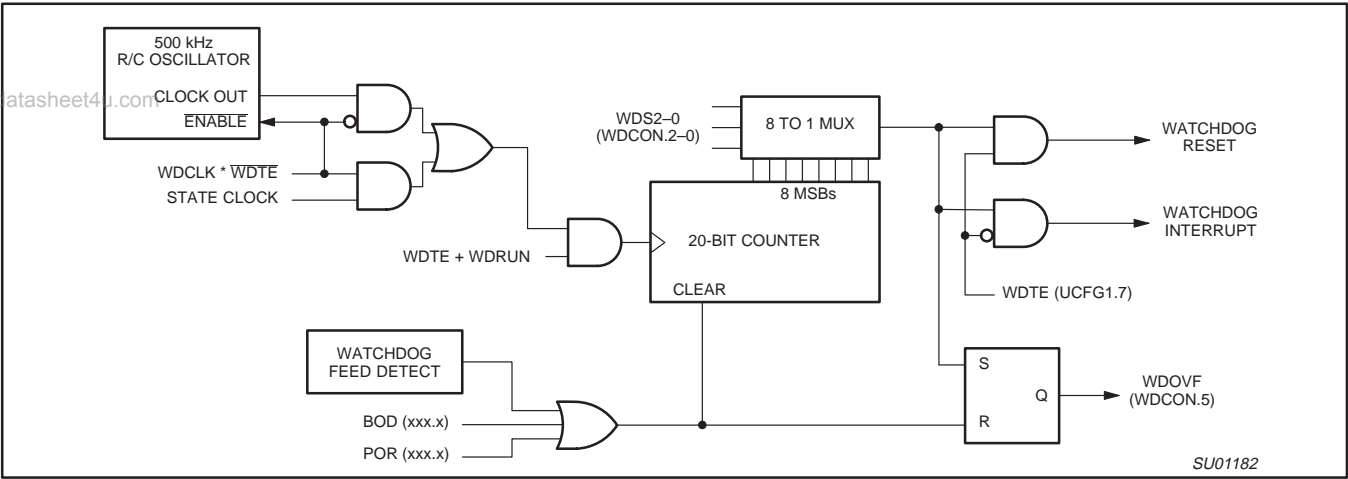 500 kHz
R/C OSCILLATOR
CLOCK OUT
ENABLE
datasheet4u.com
WDCLK * WDTE
STATE CLOCK
WDTE + WDRUN
WDS2–0
(WDCON.2–0)
8 TO 1 MUX
8 MSBs
20-BIT COUNTER
CLEAR
WATCHDOG
RESET
WATCHDOG
INTERRUPT
WDTE (UCFG1.7)
WATCHDOG
FEED DETECT
BOD (xxx.x)
POR (xxx.x)
S
Q
R
WDOVF
(WDCON.5)
SU01182